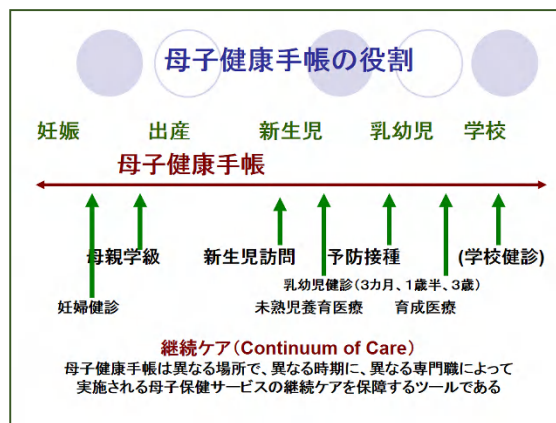 母子健康手帳の役割
妊娠 出産 新生児 乳幼児 学校
母子健康手帳
母親学級 新生児訪問 予防接種 (学校健診)
乳幼児健診(3カ月、1歳半、3歳)
妊婦健診 未熟児養育医療 育成医療
継続ケア(Continuum of Care)
母子健康手帳は異なる場所で、異なる時期に、異なる専門職によって
実施される母子保健サービスの継続ケアを保障するツールである